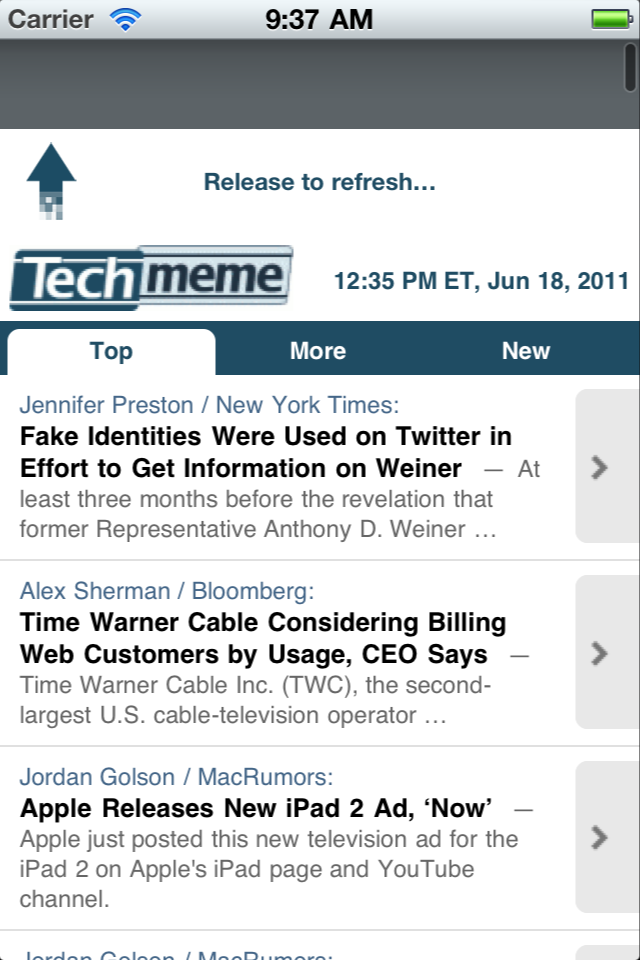 Carrier 9:37 AM
Release to refresh...
Techmeme 12:35 PM ET, Jun 18, 2011
Top More New
Jennifer Preston / New York Times:
Fake Identities Were Used on Twitter in
Effort to Get Information on Weiner — At
least three months before the revelation that
former Representative Anthony D. Weiner ...
Alex Sherman / Bloomberg:
Time Warner Cable Considering Billing
Web Customers by Usage, CEO Says —
Time Warner Cable Inc. (TWC), the second-
largest U.S. cable-television operator ...
Jordan Golson / MacRumors:
Apple Releases New iPad 2 Ad, ‘Now’ —
Apple just posted this new television ad for the
iPad 2 on Apple's iPad page and YouTube
channel.
Jordan Golson / MacRumors: